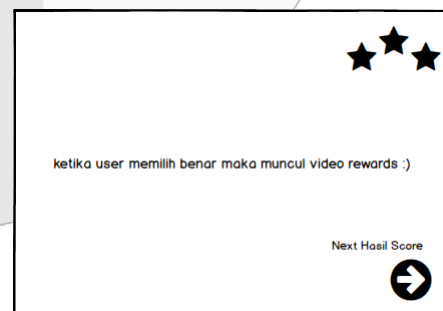 ketika user memilih benar maka muncul video rewards :)
Next Hasil Score